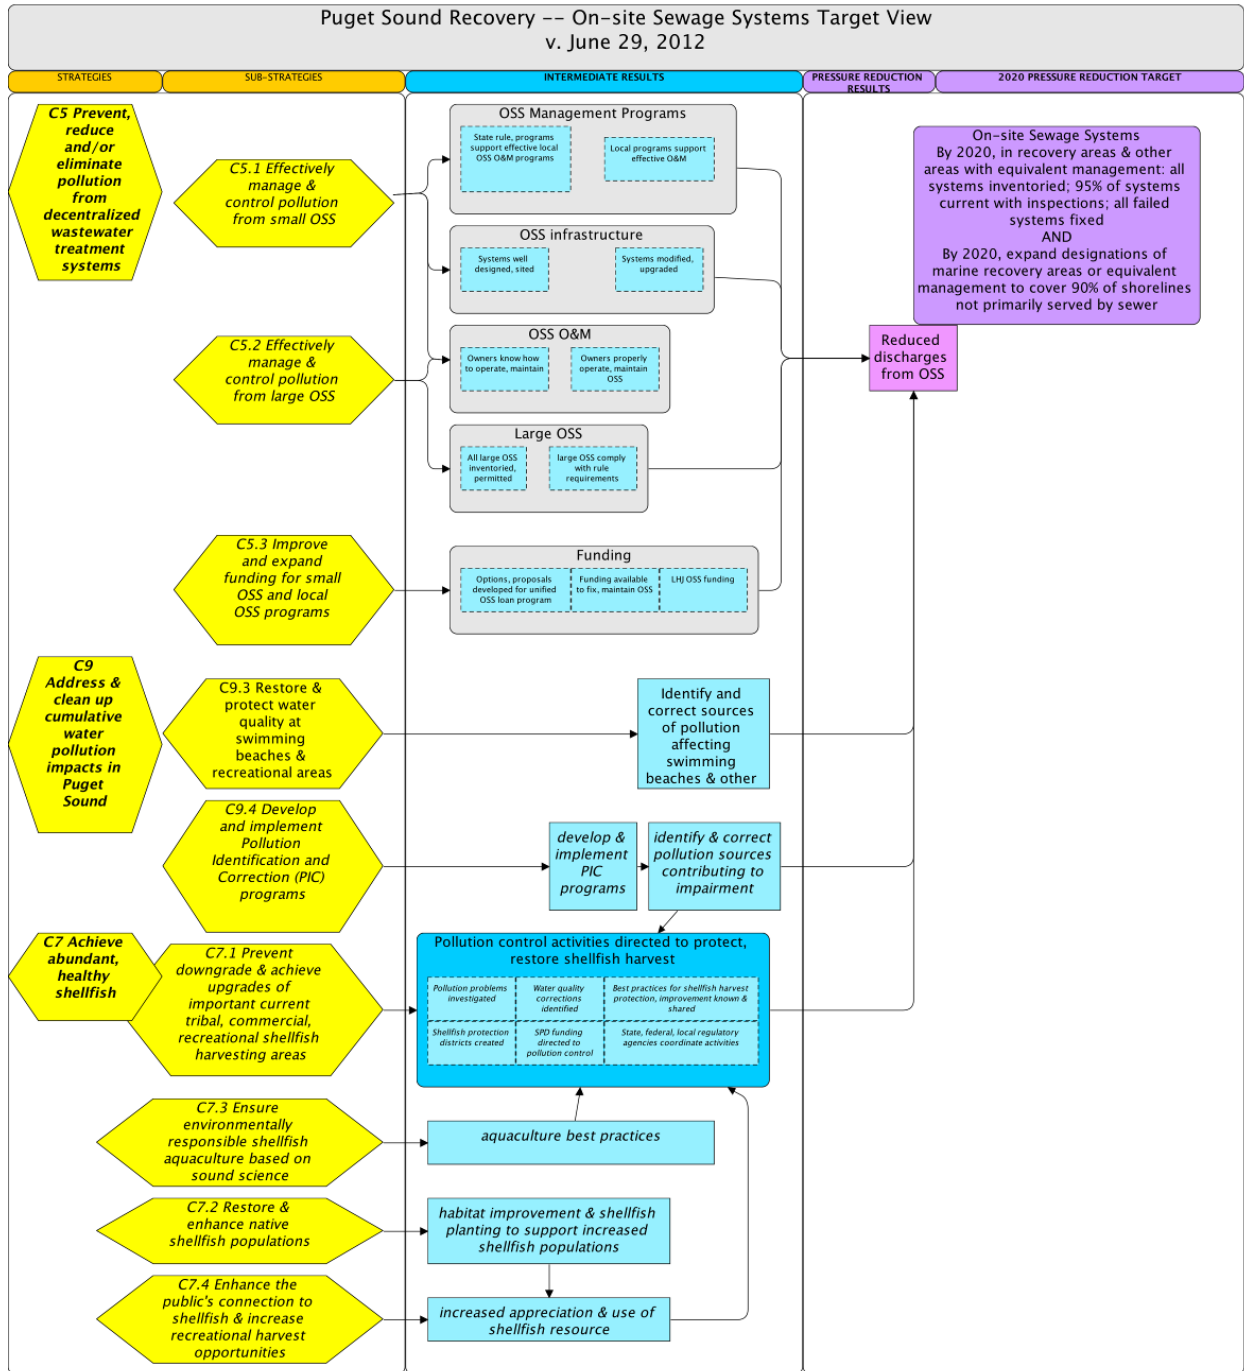 Puget Sound Recovery -- On-site Sewage Systems Target View
v. June 29, 2012
STRATEGIES
SUB-STRATEGIES
INTERMEDIATE RESULTS
PRESSURE REDUCTION
RESULTS
2020 PRESSURE REDUCTION TARGET
C5 Prevent,
reduce
and/or
eliminate
pollution
from
decentralized
wastewater
treatment
systems
C5.1 Effectively
manage &
control pollution
from small OSS
OSS Management Programs
State rule, programs
support effective local
OSS O&M programs
Local programs support
effective O&M
On-site Sewage Systems
By 2020, in recovery areas & other
areas with equivalent management: all
systems inventoried; 95% of systems
current with inspections; all failed
systems fixed
AND
By 2020, expand designations of
marine recovery areas or equivalent
management to cover 90% of shorelines
not primarily served by sewer
OSS infrastructure
Systems well
designed, sited
Systems modified,
upgraded
C5.2 Effectively
manage &
control pollution
from large OSS
OSS O&M
Owners know how
to operate, maintain
Owners properly
operate, maintain
OSS
Reduced
discharges
from OSS
Large OSS
All large OSS
inventoried,
permitted
large OSS comply
with rule
requirements
C5.3 Improve
and expand
funding for small
OSS and local
OSS programs
Funding
Options, proposals
developed for unified
OSS loan program
Funding available
to fix, maintain OSS
LHJ OSS funding
C9
Address &
clean up
cumulative
water
pollution
impacts in
Puget
Sound
C9.3 Restore &
protect water
quality at
swimming
beaches &
recreational areas
Identify and
correct sources
of pollution
affecting
swimming
beaches & other
C9.4 Develop
and implement
Pollution
Identification and
Correction (PIC)
programs
develop &
implement
PIC
programs
identify & correct
pollution sources
contributing to
impairment
C7 Achieve
abundant,
healthy
shellfish
C7.1 Prevent
downgrade & achieve
upgrades of
important current
tribal, commercial,
recreational shellfish
harvesting areas
Pollution control activities directed to protect,
restore shellfish harvest
Pollution problems
investigated
Water quality
corrections
identified
Best practices for shellfish harvest
protection, improvement known &
shared
Shellfish protection
districts created
SPD funding
directed to
pollution control
State, federal, local regulatory
agencies coordinate activities
C7.3 Ensure
environmentally
responsible shellfish
aquaculture based on
sound science
aquaculture best practices
C7.2 Restore &
enhance native
shellfish populations
habitat improvement & shellfish
planting to support increased
shellfish populations
C7.4 Enhance the
public's connection to
shellfish & increase
recreational harvest
opportunities
increased appreciation & use of
shellfish resource